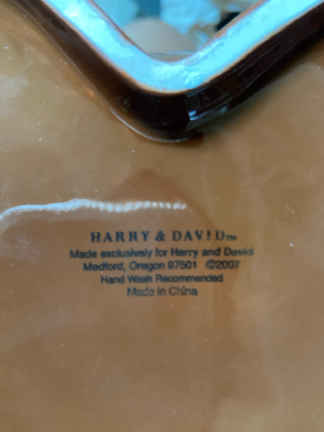 HARRY & DAVID™
Made exclusively for Harry and David
Medford, Oregon 97501 ©2007
Hand Wash Recommended
Made in China